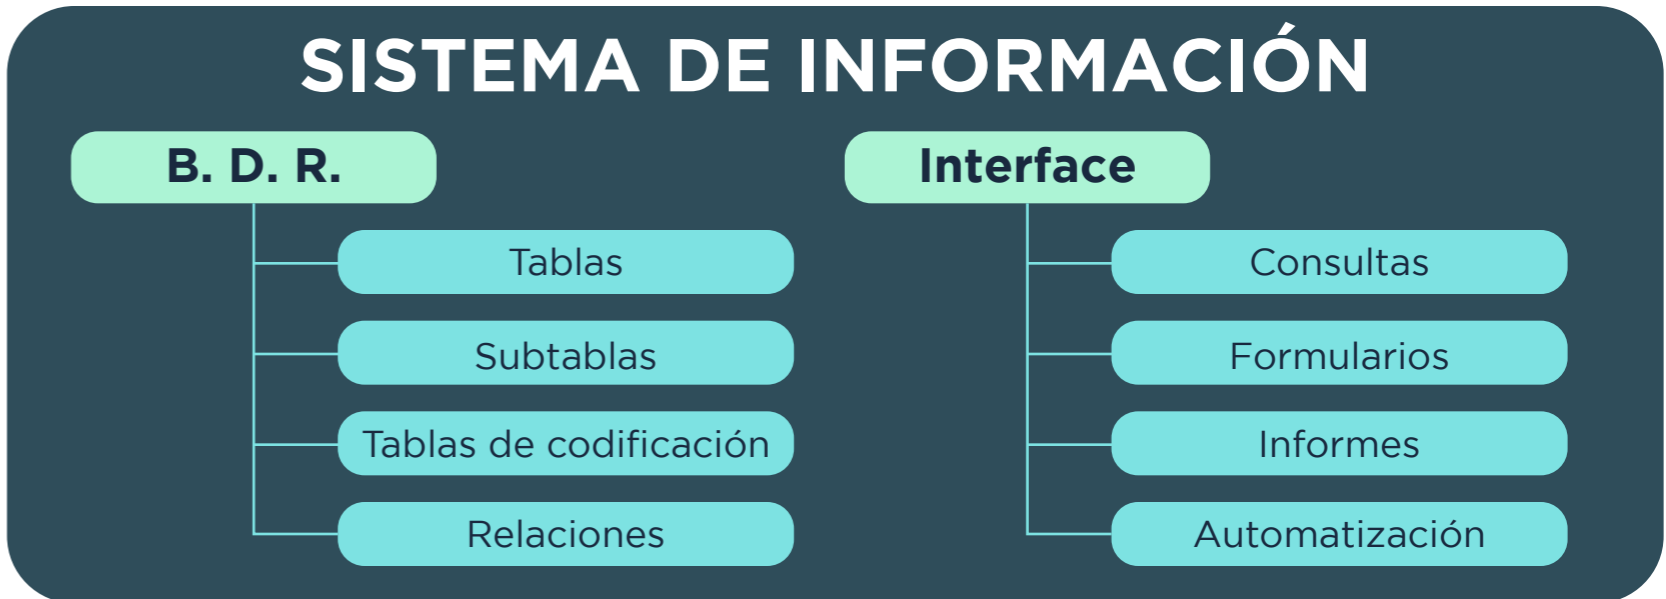 SISTEMA DE INFORMACIÓN
B. D. R.
Tablas
Subtablas
Tablas de codificación
Relaciones
Interface
Consultas
Formularios
Informes
Automatización